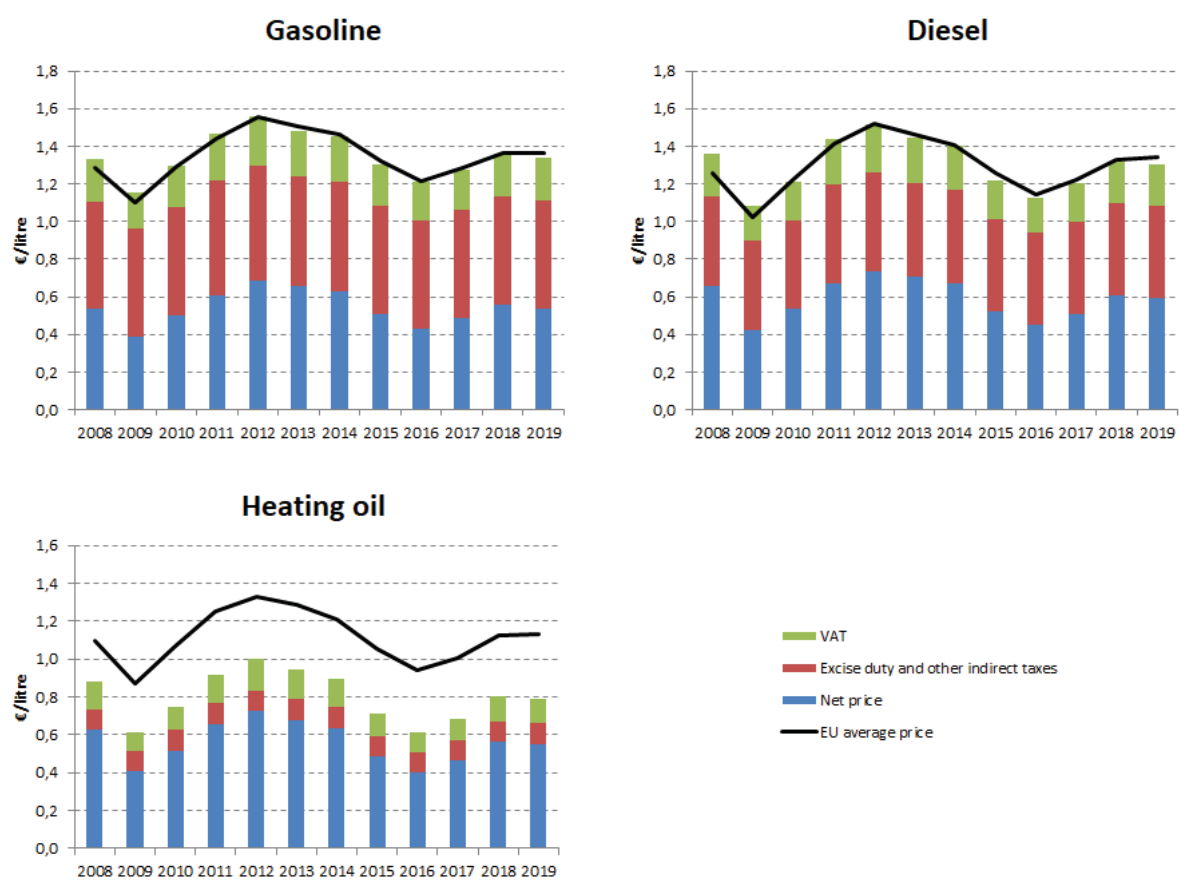 Gasoline
€/litre
1,8
1,6
1,4
1,2
1,0
0,8
0,6
0,4
0,2
0,0
2008 2009 2010 2011 2012 2013 2014 2015 2016 2017 2018 2019
Diesel
€/litre
1,8
1,6
1,4
1,2
1,0
0,8
0,6
0,4
0,2
0,0
2008 2009 2010 2011 2012 2013 2014 2015 2016 2017 2018 2019
Heating oil
€/litre
1,6
1,4
1,2
1,0
0,8
0,6
0,4
0,2
0,0
2008 2009 2010 2011 2012 2013 2014 2015 2016 2017 2018 2019
VAT
Excise duty and other indirect taxes
Net price
EU average price